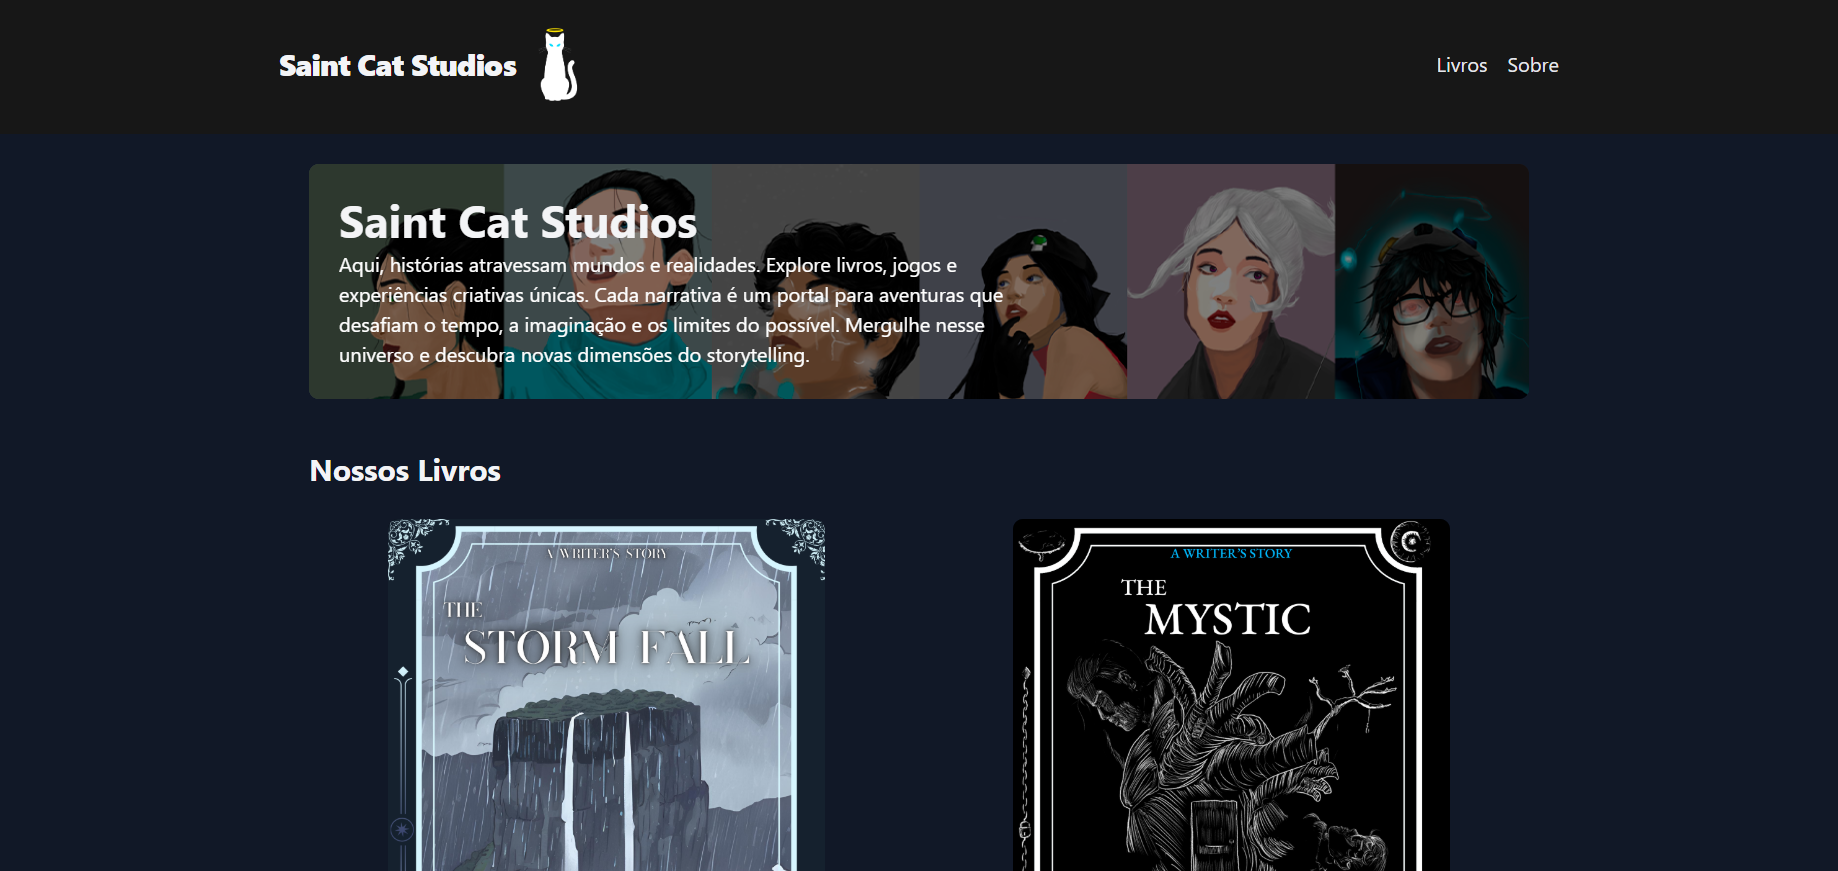 Saint Cat Studios
Livros Sobre
Saint Cat Studios
Aqui, histórias atravessam mundos e realidades. Explore livros, jogos e
experiências criativas únicas. Cada narrativa é um portal para aventuras que
desafiam o tempo, a imaginação e os limites do possível. Mergulhe nesse
universo e descubra novas dimensões do storytelling.
Nossos Livros
A WRITER'S STORY
THE
STORM FALL
A WRITER'S STORY
THE
MYSTIC